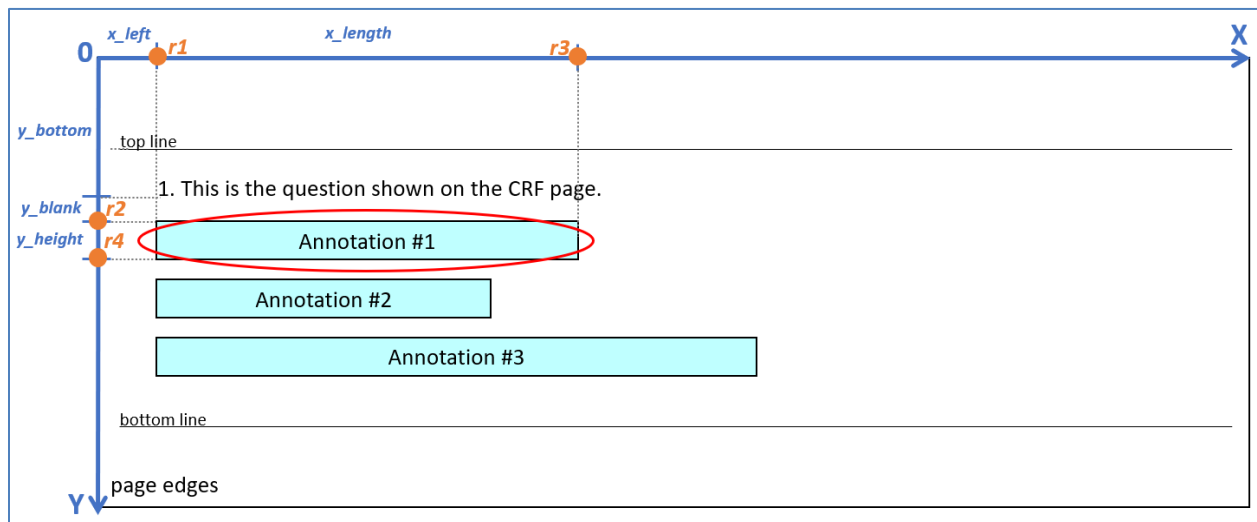 x_left x_length X
0 r1 r3
y_bottom
top line
1. This is the question shown on the CRF page.
y_blank r2
y_height r4 Annotation #1
Annotation #2
Annotation #3
bottom line
page edges
Y